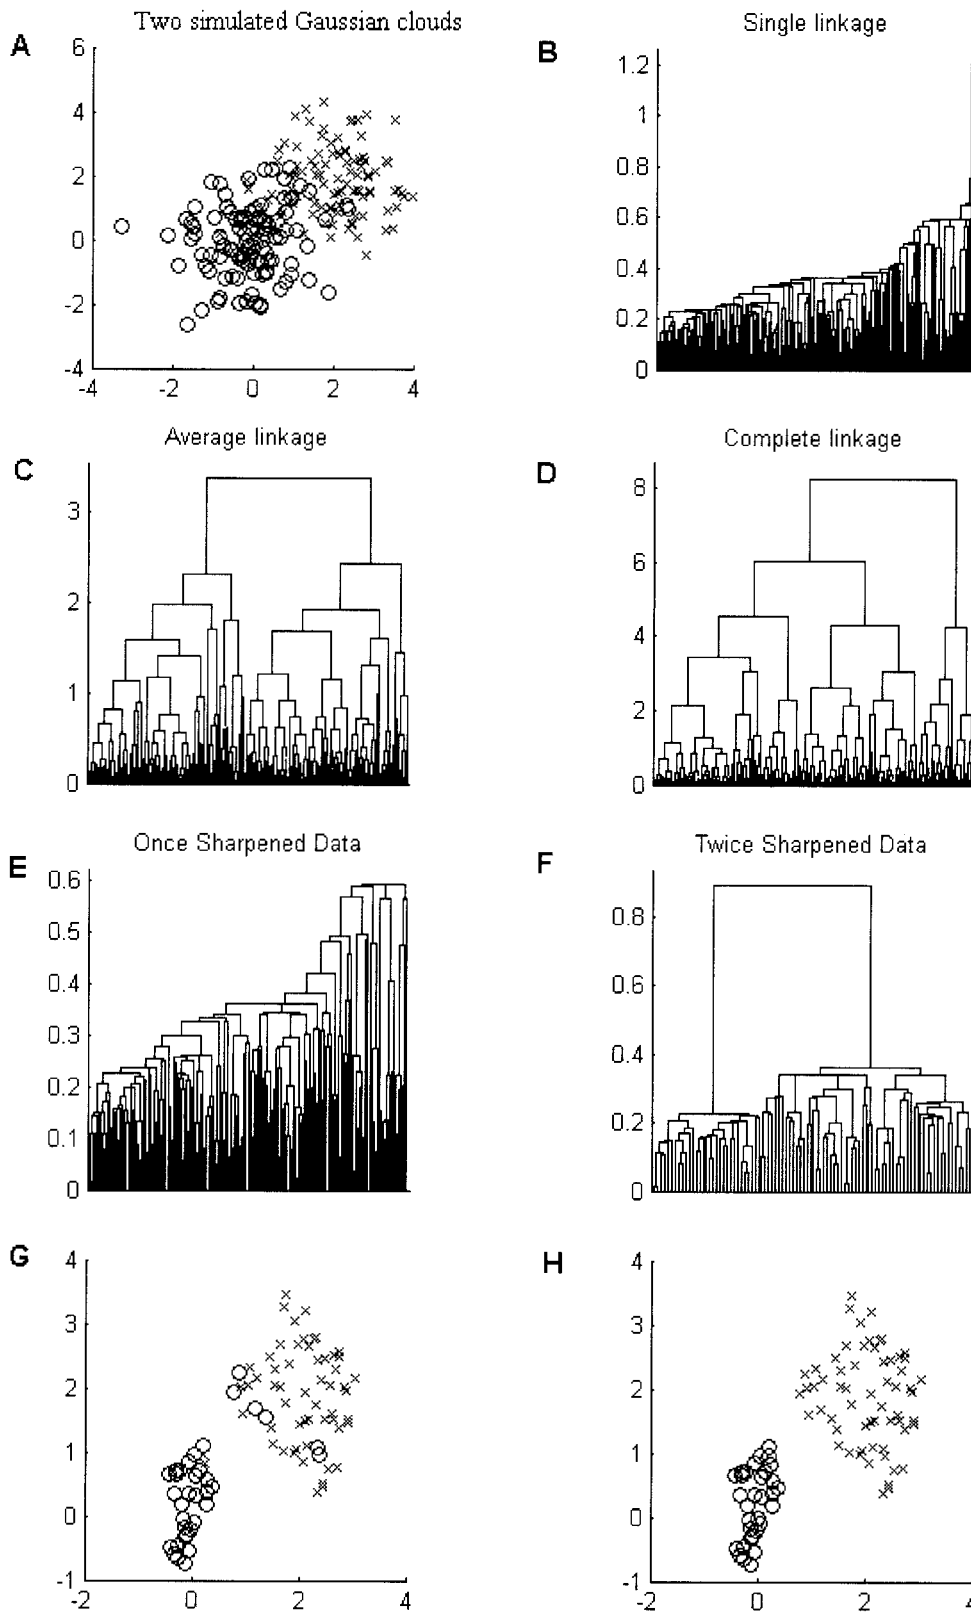 Two simulated Gaussian clouds
Single linkage
A
B
6
4
2
0
-2
-4
-4 -2 0 2 4
1.2
1
0.8
0.6
0.4
0.2
0
Average linkage
Complete linkage
C
D
3
2
1
0
8
6
4
2
0
Once Sharpened Data
Twice Sharpened Data
E
F
0.6
0.5
0.4
0.3
0.2
0.1
0
0.8
0.6
0.4
0.2
0
G
H
4
3
2
1
0
-1
-2 0 2 4
4
3
2
1
0
-1
-2 0 2 4